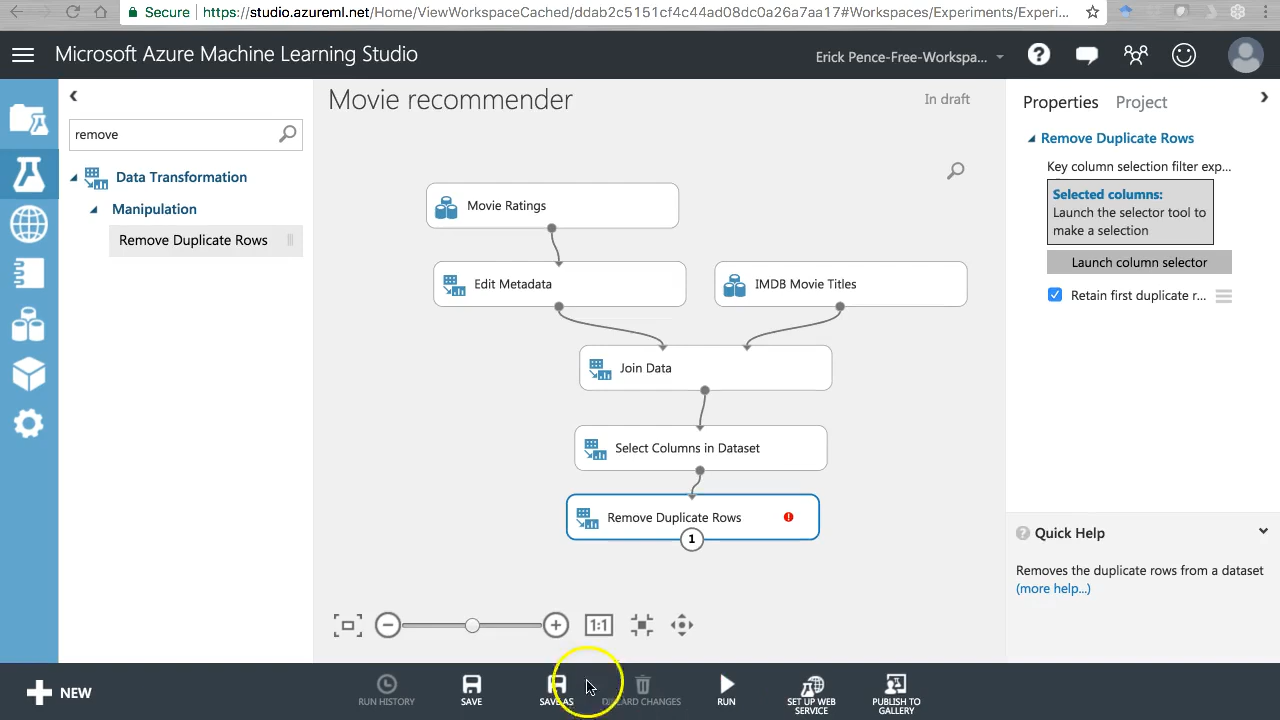 Secure
https://studio.azureml.net/Home/ViewWorkspaceCached/ddab2c5151cf4c44ad08dc0a26a7aa17#Workspaces/Experiments/Experi...
Microsoft Azure Machine Learning Studio
Erick Pence-Free-Workspa...
?
remove
Data Transformation
Manipulation
Remove Duplicate Rows
Movie recommender
In draft
Movie Ratings
Edit Metadata
IMDB Movie Titles
Join Data
Select Columns in Dataset
Remove Duplicate Rows
!
1
1:1
Properties
Project
Remove Duplicate Rows
Key column selection filter exp...
Selected columns:
Launch the selector tool to
make a selection
Launch column selector
Retain first duplicate r...
? Quick Help
Removes the duplicate rows from a dataset
(more help...)
NEW
RUN HISTORY
SAVE
SAVE AS
DISCARD CHANGES
RUN
SET UP WEB
SERVICE
PUBLISH TO
GALLERY